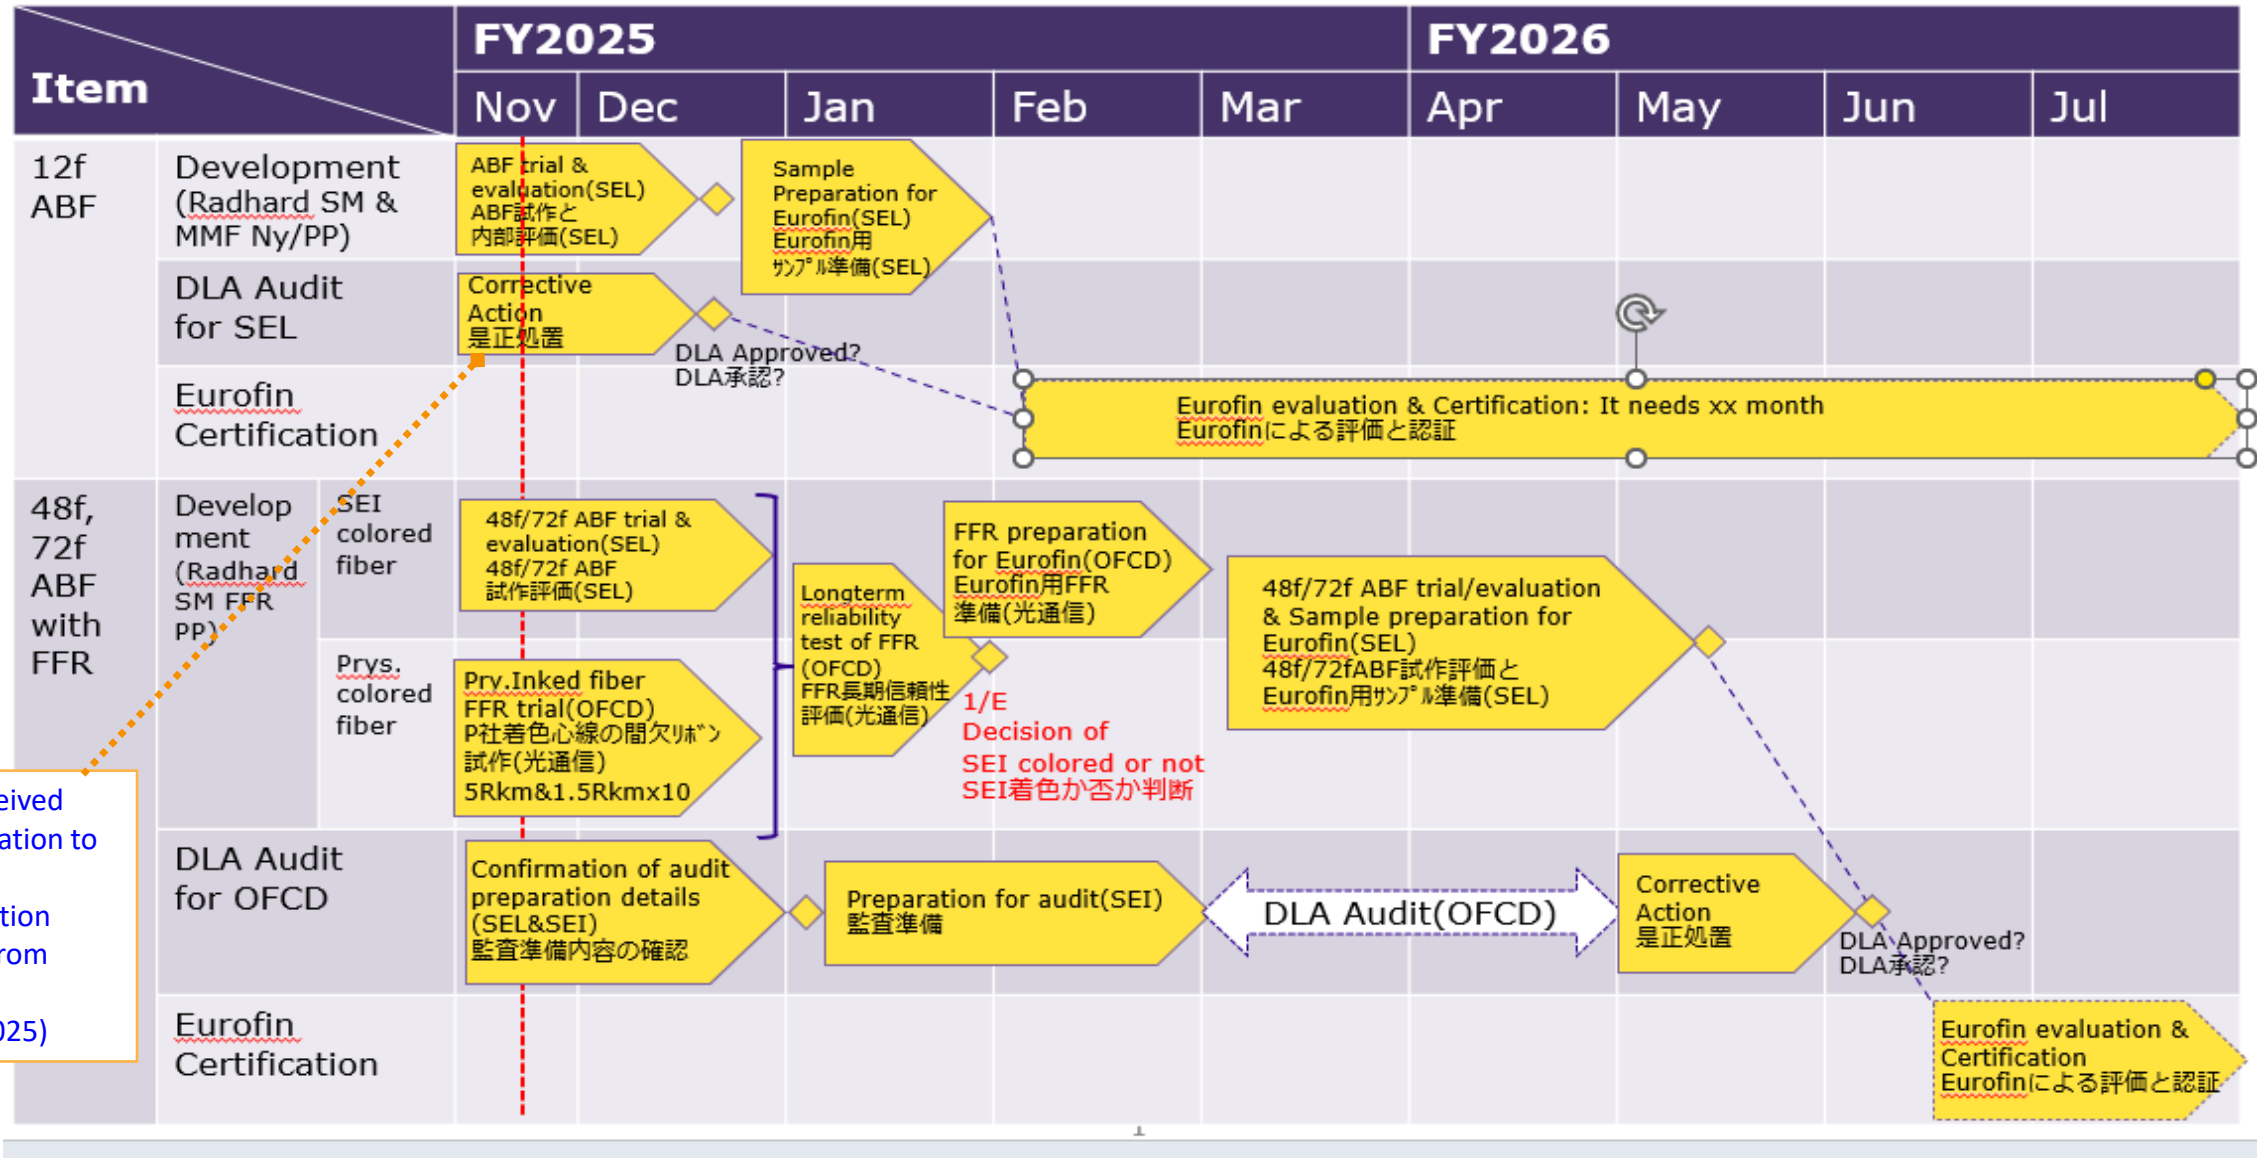 Item
FY2025
FY2026
Nov
Dec
Jan
Feb
Mar
Apr
May
Jun
Jul
12f
ABF
Development
(Radhard SM &
MMF Ny/PP)
ABF trial &
evaluation(SEL)
ABF試作と
内部評価(SEL)
Sample
Preparation for
Eurofin(SEL)
Eurofin用
ｻﾝﾌﾟﾙ準備(SEL)
DLA Audit
for SEL
Corrective
Action
是正処置
DLA Approved?
DLA承認?
Eurofin
Certification
Eurofin evaluation & Certification: It needs xx month
Eurofinによる評価と認証
48f,
72f
ABF
with
FFR
Develop
ment
(Radhard
SM FFR
PP)
SEI
colored
fiber
48f/72f ABF trial &
evaluation(SEL)
48f/72f ABF
試作評価(SEL)
Longterm
reliability
test of FFR
(OFCD)
FFR長期信頼性
評価(光通信)
FFR preparation
for Eurofin(OFCD)
Eurofin用FFR
準備(光通信)
48f/72f ABF trial/evaluation
& Sample preparation for
Eurofin(SEL)
48f/72fABF試作評価と
Eurofin用ｻﾝﾌﾟﾙ準備(SEL)
Prys.
colored
fiber
Pry.Inked fiber
FFR trial(OFCD)
P社着色心線の間欠ﾘﾎﾞﾝ
試作(光通信)
5Rkm&1.5Rkmx10
1/E
Decision of
SEI colored or not
SEI着色か否か判断
DLA Audit
for OFCD
Confirmation of audit
preparation details
(SEL&SEI)
監査準備内容の確認
Preparation for audit(SEI)
監査準備
DLA Audit(OFCD)
Corrective
Action
是正処置
DLA Approved?
DLA承認?
Eurofin
Certification
Eurofin evaluation &
Certification
Eurofinによる評価と認証
eived
ation to
tion
rom
025)